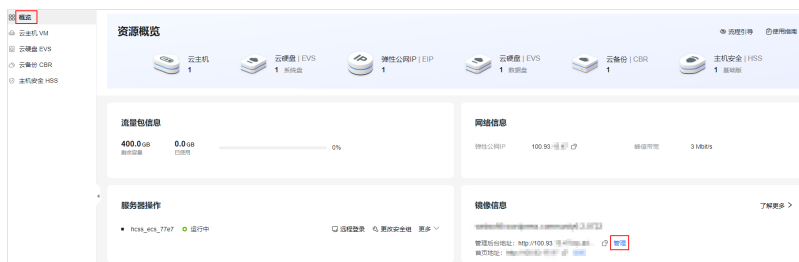 概览
云主机 VM
云硬盘 EVS
云备份 CBR
主机安全 HSS
资源概览
流程引导 使用指南
云主机 云硬盘 | EVS 弹性公网IP | EIP 云硬盘 | EVS 云备份 | CBR 主机安全 | HSS
1 1 系统盘 1 1 数据盘 1 1 基础版
流量包信息
400.0 GB 0.0 GB 0%
剩余容量 已使用
网络信息
弹性公网IP 100.93. 峰值带宽 3 Mbit/s
服务器操作
hcss_ecs_77e7 运行中 远程登录 更改安全组 更多
镜像信息 了解更多
管理后台地址: http://100.93 管理
首页地址: